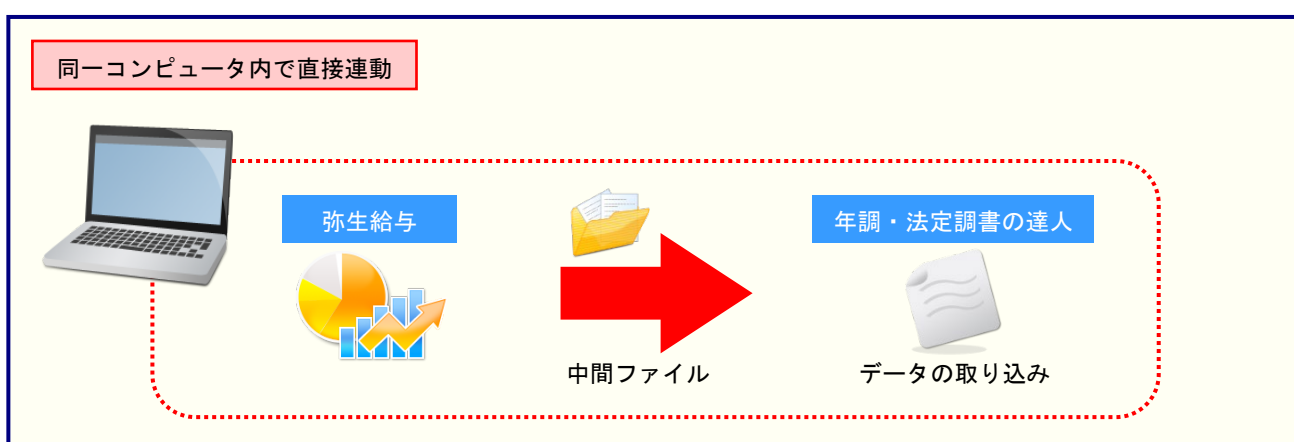 同一コンピュータ内で直接連動
弥生給与
年調・法定調書の達人
中間ファイル
データの取り込み